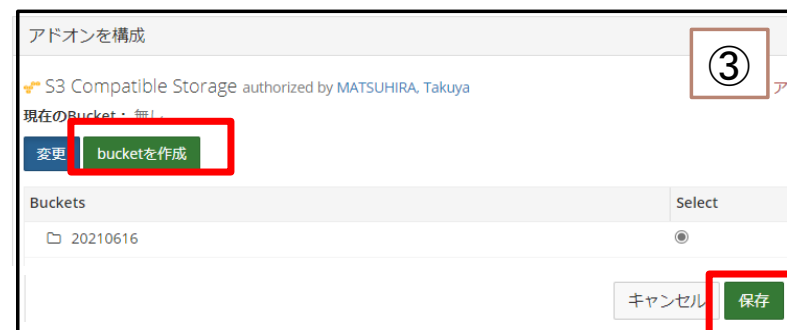 アドオンを構成
③
S3 Compatible Storage authorized by MATSUHIRA, Takuya
ア
現在のBucket： 無し
変更
bucketを作成
Buckets Select
20210616
キャンセル 保存